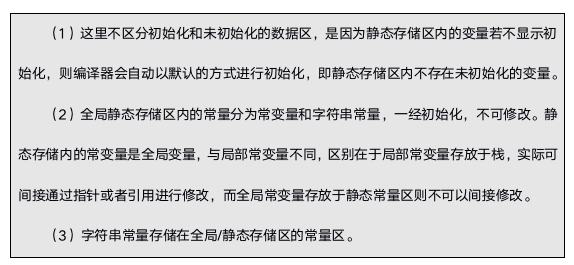 （1）这里不区分初始化和未初始化的数据区，是因为静态存储区内的变量若不显示初
始化，则编译器会自动以默认的方式进行初始化，即静态存储区内不存在未初始化的变量。
（2）全局静态存储区内的常量分为常变量和字符串常量，一经初始化，不可修改。静
态存储内的常变量是全局变量，与局部常变量不同，区别在于局部常变量存放于栈，实际可
间接通过指针或者引用进行修改，而全局常变量存放于静态常量区则不可以间接修改。
（3）字符串常量存储在全局/静态存储区的常量区。